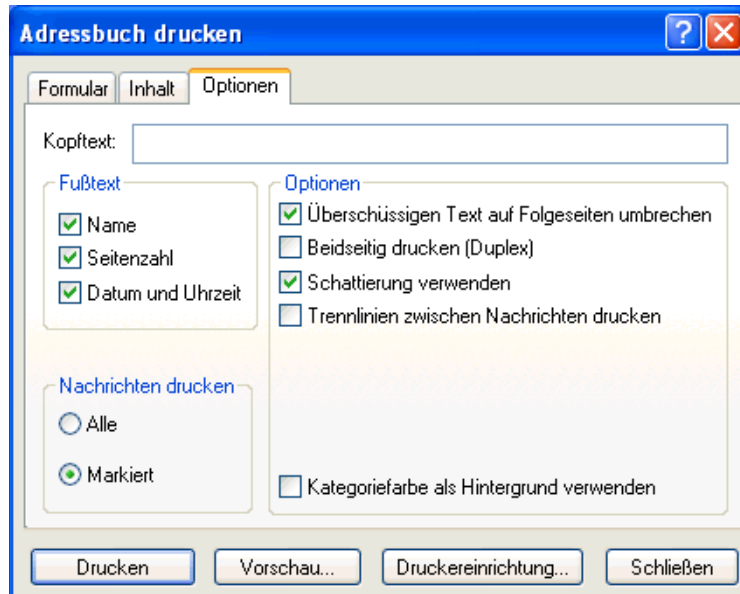 Adressbuch drucken
Formular Inhalt Optionen
Kopftext:
Fußtext
Name
Seitenzahl
Datum und Uhrzeit
Optionen
Überschüssigen Text auf Folgeseiten umbrechen
Beidseitig drucken (Duplex)
Schattierung verwenden
Trennlinien zwischen Nachrichten drucken
Nachrichten drucken
Alle
Markiert
Kategoriefarbe als Hintergrund verwenden
Drucken Vorschau... Druckereinrichtung... Schließen